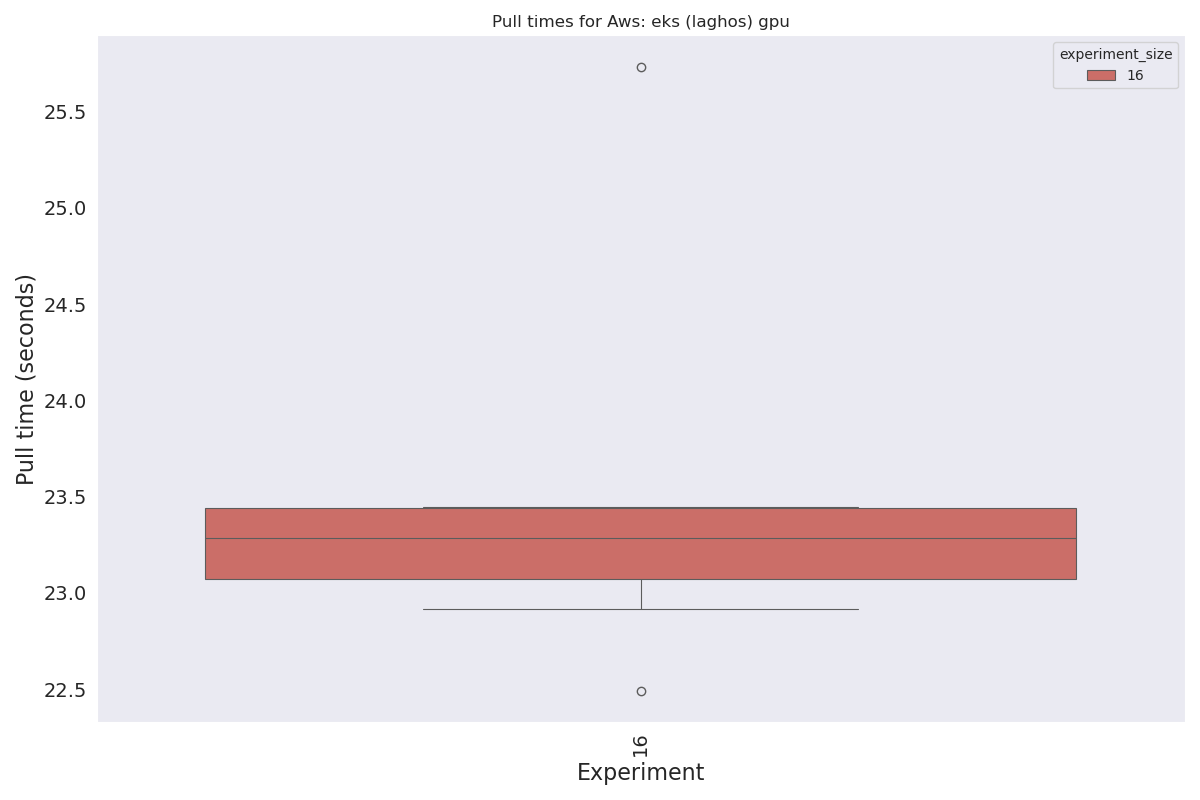 Pull times for Aws: eks (laghos) gpu
experiment_size
16
25.5
25.0
24.5
24.0
23.5
23.0
22.5
Pull time (seconds)
16
Experiment